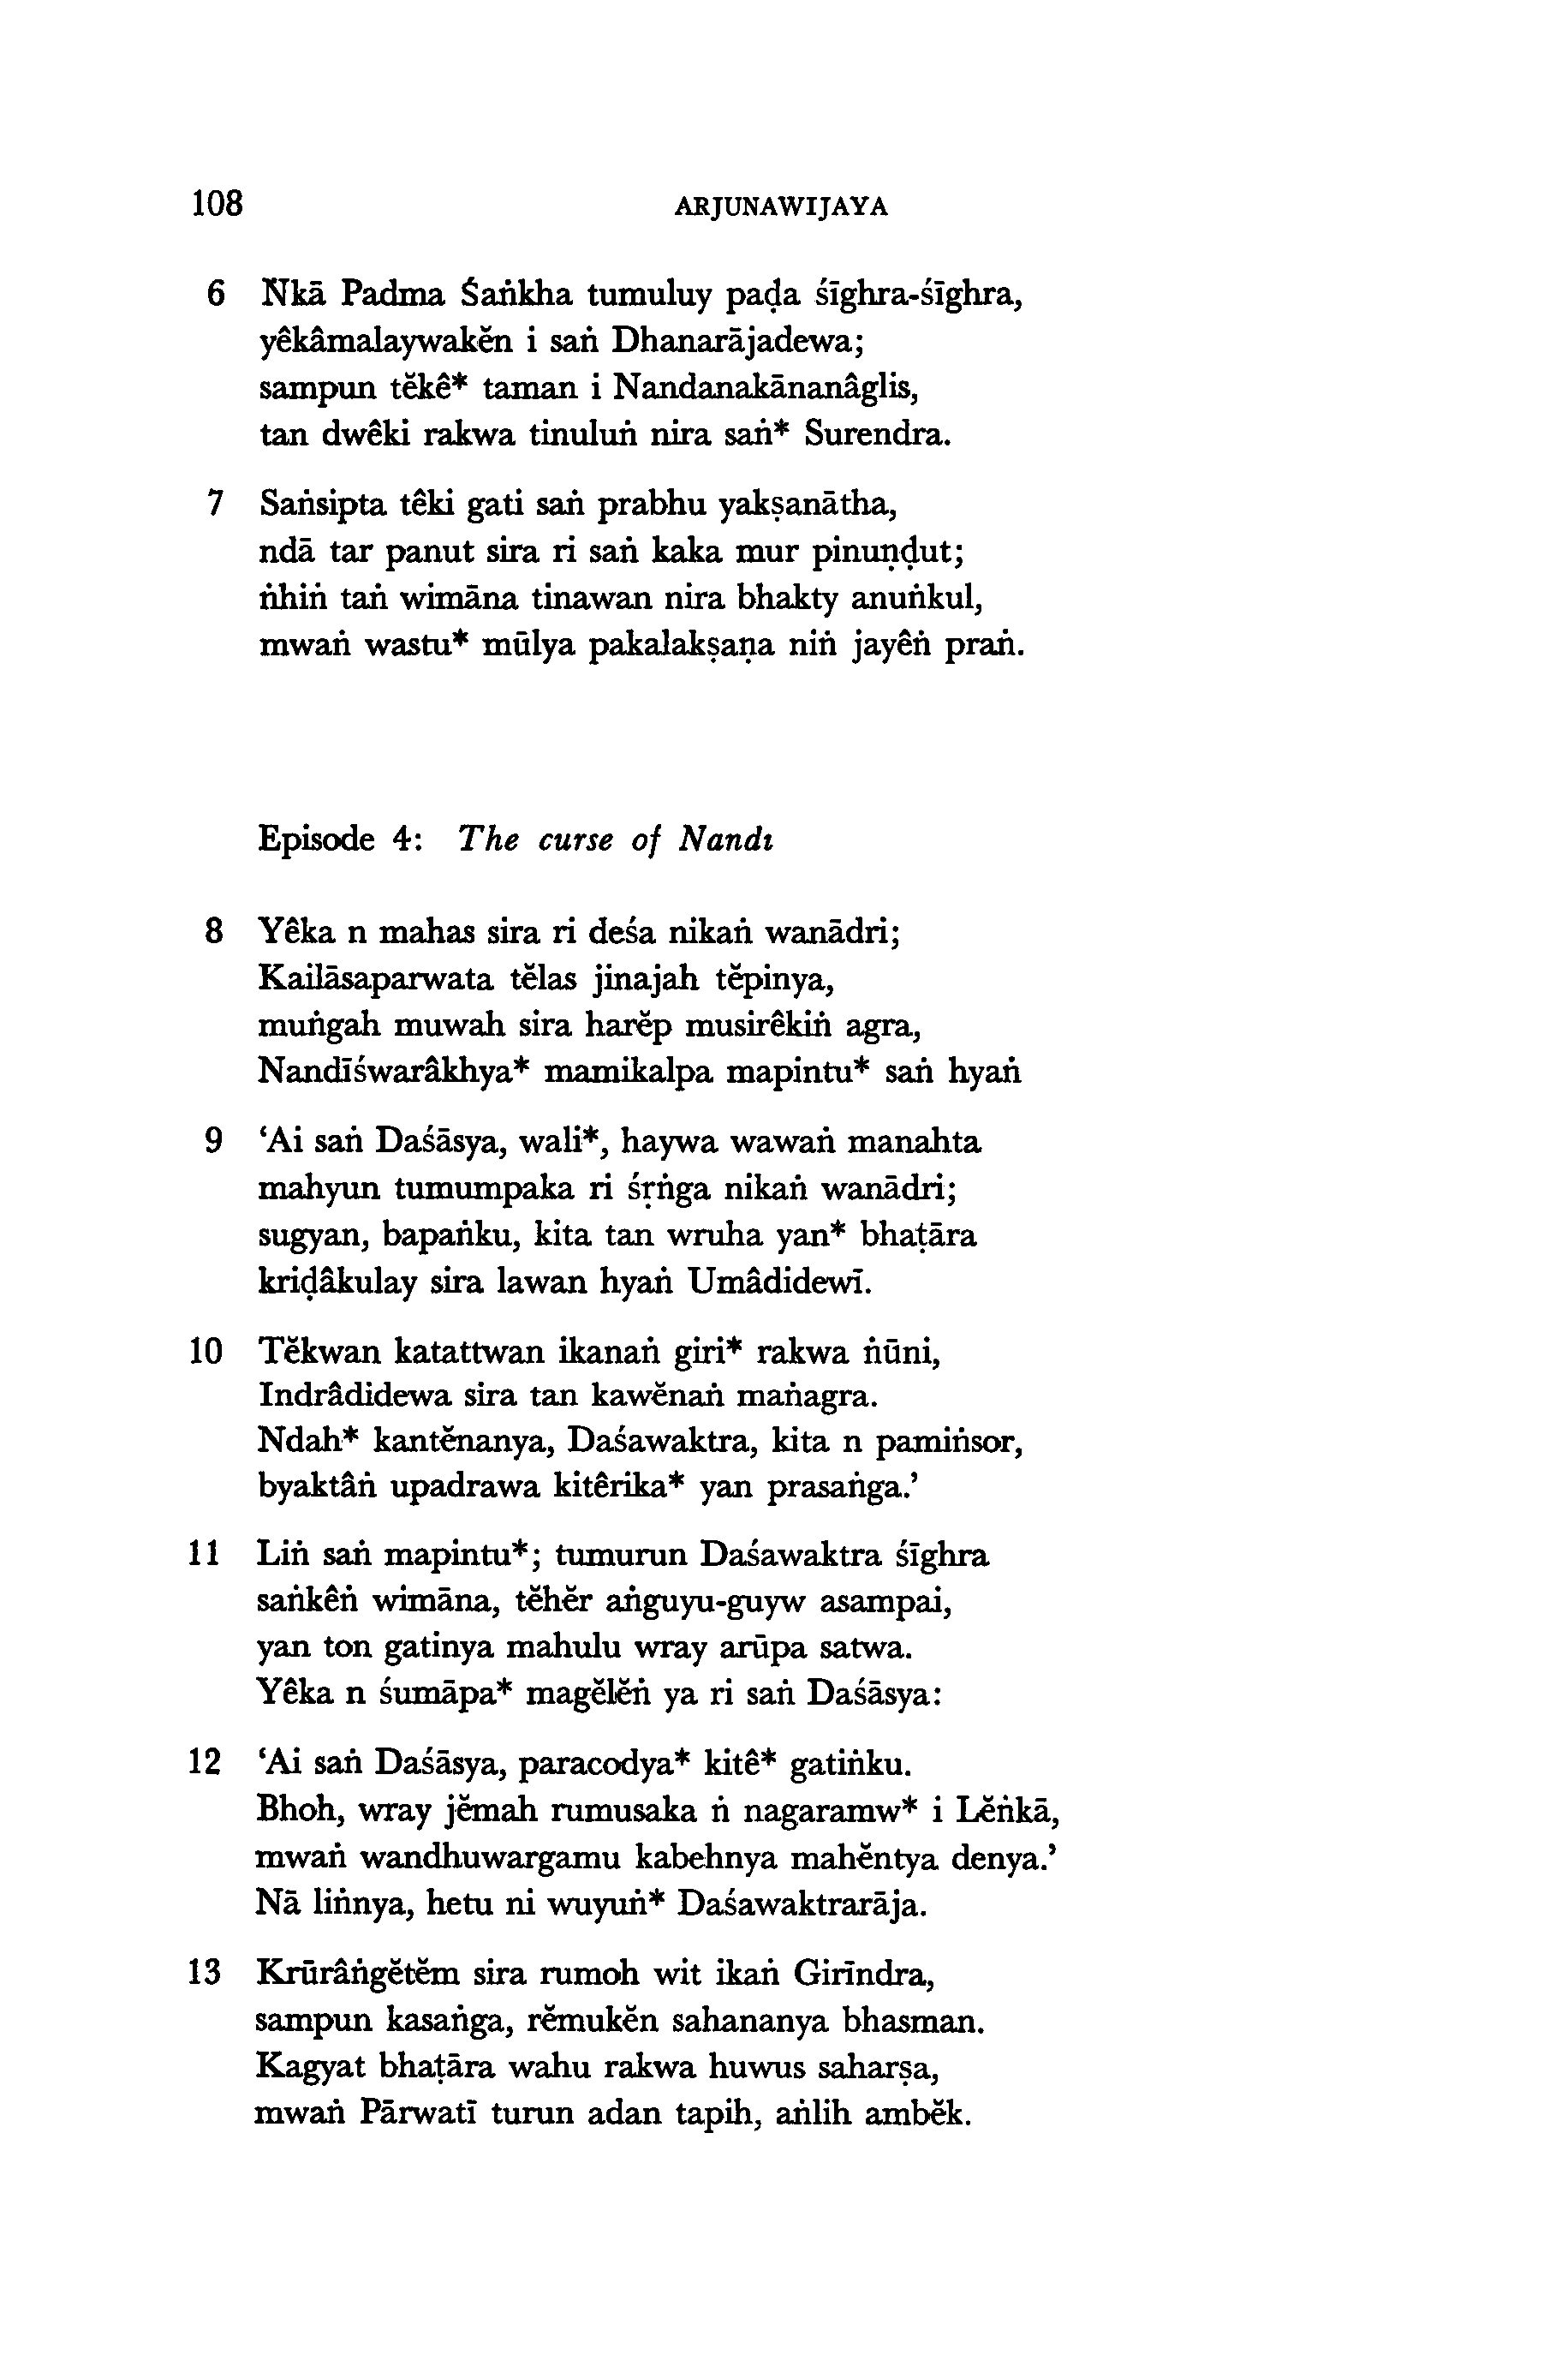 108 ARJUNAWIJAYA
6 Ṅkā Padma Śaṅkha tumuluy paḍa śīghra-śīghra,
yêkâmalaywakĕn i saṅ Dhanarājadewa;
sampun tĕkê* taman i Nandanakānanâglis,
tan dwêki rakwa tinuluṅ nira saṅ* Surendra.
7 Saṅsipta têki gati saṅ prabhu yakṣanātha,
ndā tar panut sira ri saṅ kaka mur pinuṇḍut;
ṅhiṅ taṅ wimāna tinawan nira bhakty anuṅkul,
mwaṅ wastu* mūlya pakalakṣaṇa niṅ jayêṅ praṅ.
Episode 4: The curse of Nandi
8 Yêka n mahas sira ri deśa nikaṅ wanādri;
Kailāsaparwata tĕlas jinajah tĕpinya,
muṅgah muwah sira harĕp musirêkiṅ agra,
Nandīśwarâkhya* mamikalpa mapintu* saṅ hyaṅ
9 ‘Ai saṅ Daśāsya, wali*, haywa wawaṅ manahta
mahyun tumumpaka ri śṛṅga nikaṅ wanādri;
sugyan, bapaṅku, kita tan wruha yan* bhaṭāra
kriḍâkulay sira lawan hyaṅ Umâdidewī.
10 Tĕkwan katattwan ikanaṅ giri* rakwa ṅūni,
Indrâdidewa sira tan kawĕnaṅ maṅagra.
Ndah* kantĕnanya, Daśawaktra, kita n pamiṅsor,
byaktâṅ upadrawa kitêrika* yan prasaṅga.’
11 Liṅ saṅ mapintu*; tumurun Daśawaktra śīghra
saṅkêṅ wimāna, tĕhĕr aṅguyu-guyw asampai,
yan ton gatinya mahulu wray arūpa satwa.
Yêka n śumāpa* magĕlĕṅ ya ri saṅ Daśāsya:
12 ‘Ai saṅ Daśāsya, paracodya* kitê* gatiṅku.
Bhoh, wray jĕmah rumusaka ṅ nagaramw* i Lĕṅkā,
mwaṅ wandhuwargamu kabehnya mahĕntya denya.’
Nā liṅnya, hetu ni wuyuṅ* Daśawaktrarāja.
13 Krūrâṅgĕtĕm sira rumoh wit ikaṅ Girīndra,
sampun kasaṅga, rĕmukĕn sahananya bhasman.
Kagyat bhaṭāra wahu rakwa huwus saharṣa,
mwaṅ Pārwatī turun adan tapih, aṅlih ambĕk.